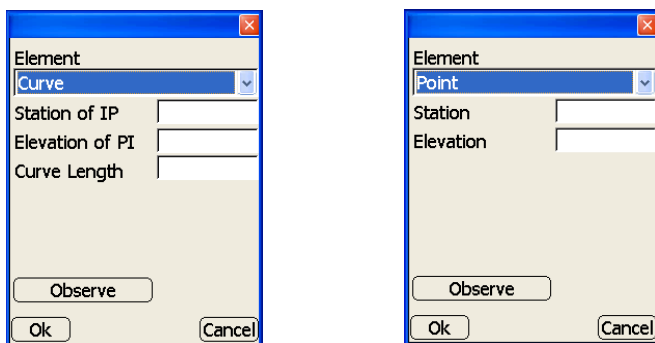 Element
Curve
Station of IP
Elevation of PI
Curve Length
Observe
Ok Cancel
Element
Point
Station
Elevation
Observe
Ok Cancel